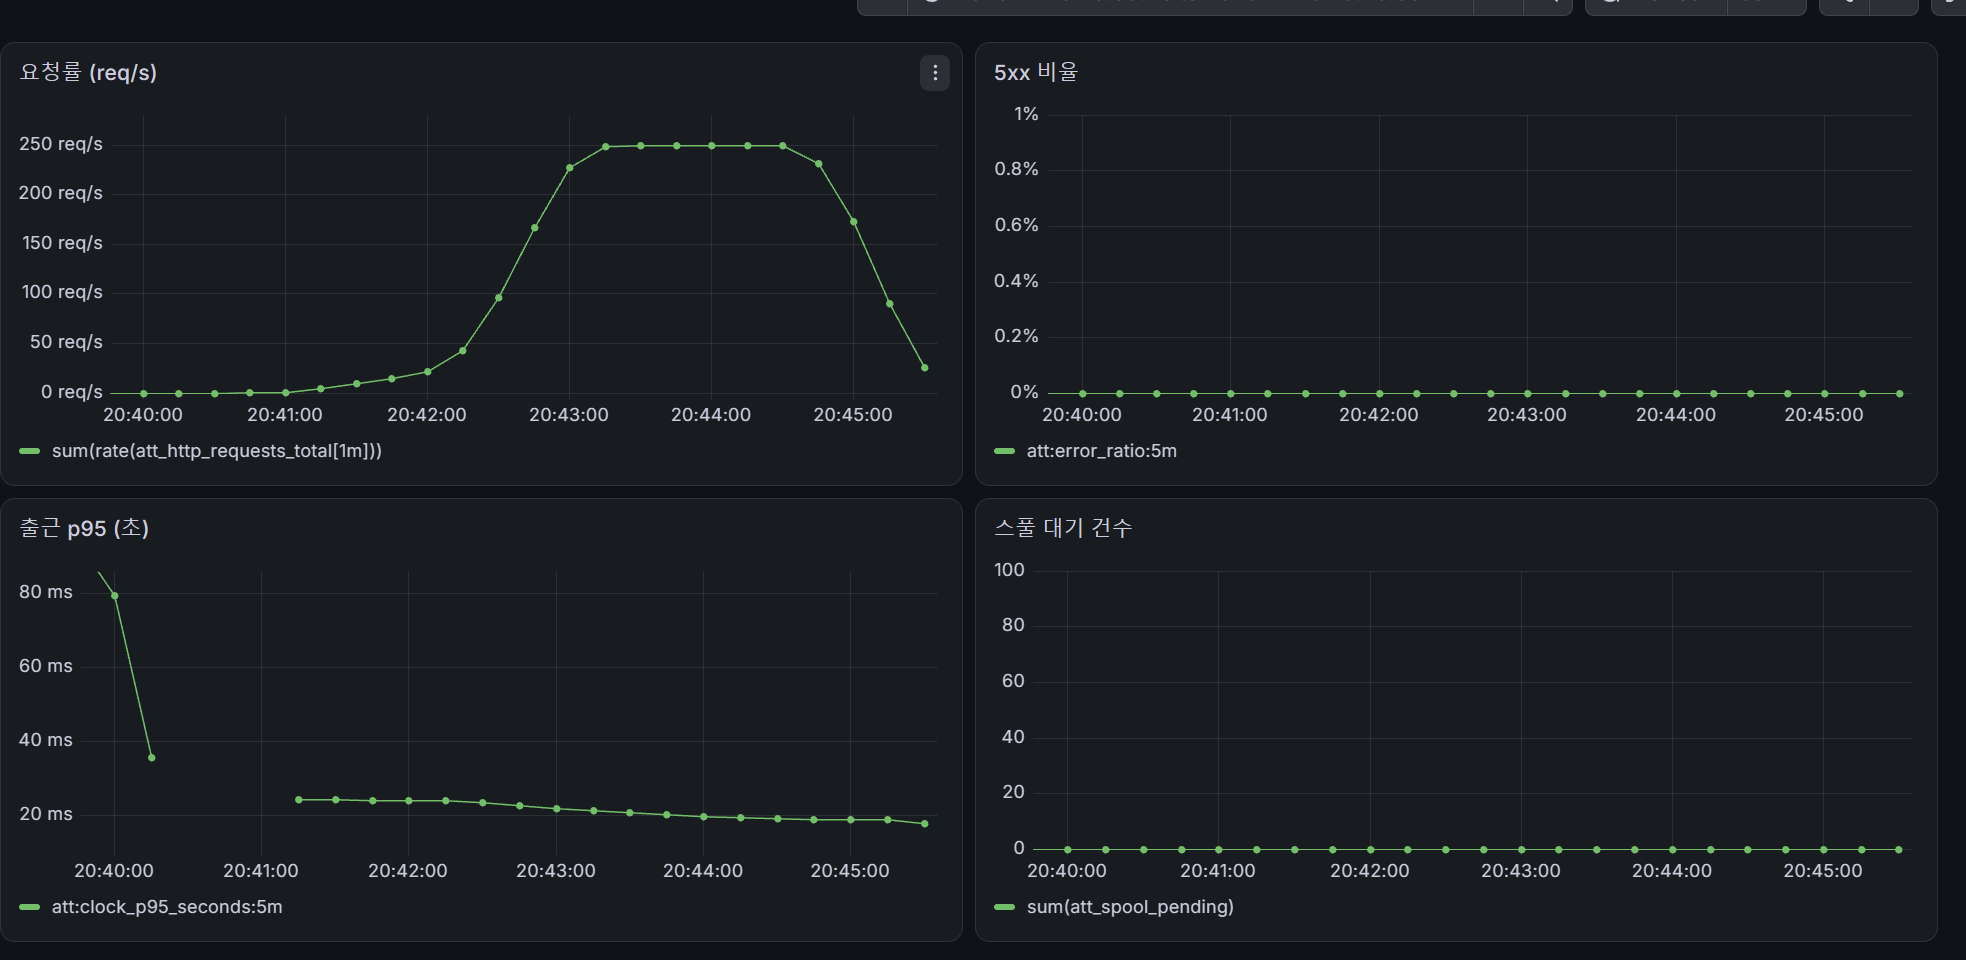 요청률 (req/s)
250 req/s
200 req/s
150 req/s
100 req/s
50 req/s
0 req/s
20:40:00 20:41:00 20:42:00 20:43:00 20:44:00 20:45:00
sum(rate(att_http_requests_total[1m]))
5xx 비율
1%
0.8%
0.6%
0.4%
0.2%
0%
20:40:00 20:41:00 20:42:00 20:43:00 20:44:00 20:45:00
att:error_ratio:5m
출근 p95 (초)
80 ms
60 ms
40 ms
20 ms
20:40:00 20:41:00 20:42:00 20:43:00 20:44:00 20:45:00
att:clock_p95_seconds:5m
스풀 대기 건수
100
80
60
40
20
0
20:40:00 20:41:00 20:42:00 20:43:00 20:44:00 20:45:00
sum(att_spool_pending)